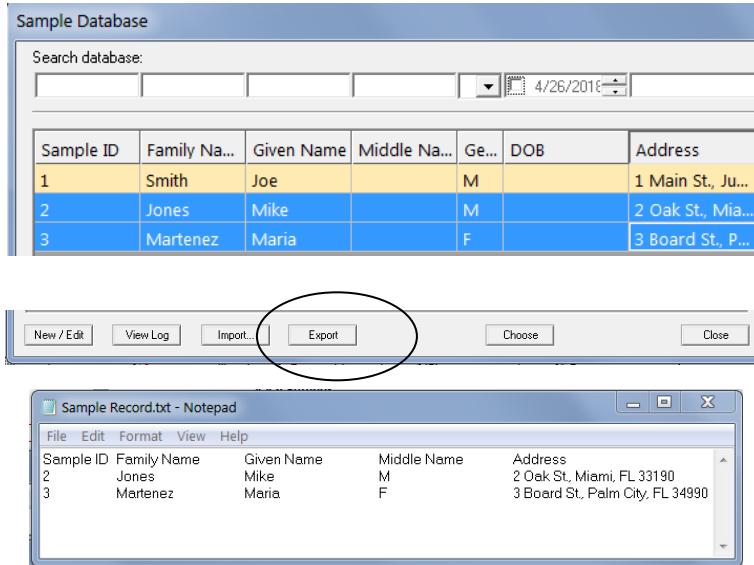 Sample Database
Search database:
4/26/2018
Sample ID Family Na... Given Name Middle Na... Ge... DOB Address
1 Smith Joe M 1 Main St., Ju...
2 Jones Mike M 2 Oak St., Mia...
3 Martenez Maria F 3 Board St., P...
New / Edit View Log Import... Export Choose Close
Sample Record.txt - Notepad
File Edit Format View Help
Sample ID Family Name Given Name Middle Name Address
2 Jones Mike M 2 Oak St., Miami, FL 33190
3 Martenez Maria F 3 Board St., Palm City, FL 34990